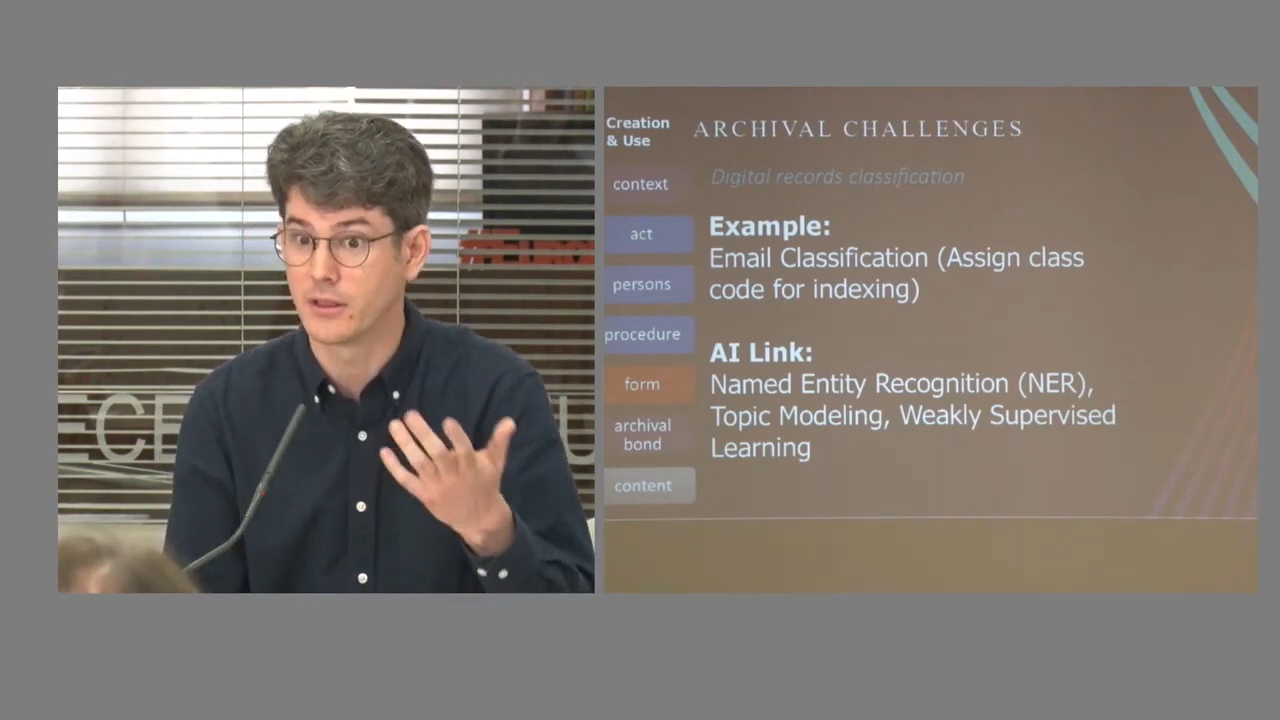 ECE
U
Creation
& Use
context
act
persons
procedure
form
archival
bond
content
ARCHIVAL CHALLENGES
Digital records classification
Example:
Email Classification (Assign class
code for indexing)
AI Link:
Named Entity Recognition (NER),
Topic Modeling, Weakly Supervised
Learning